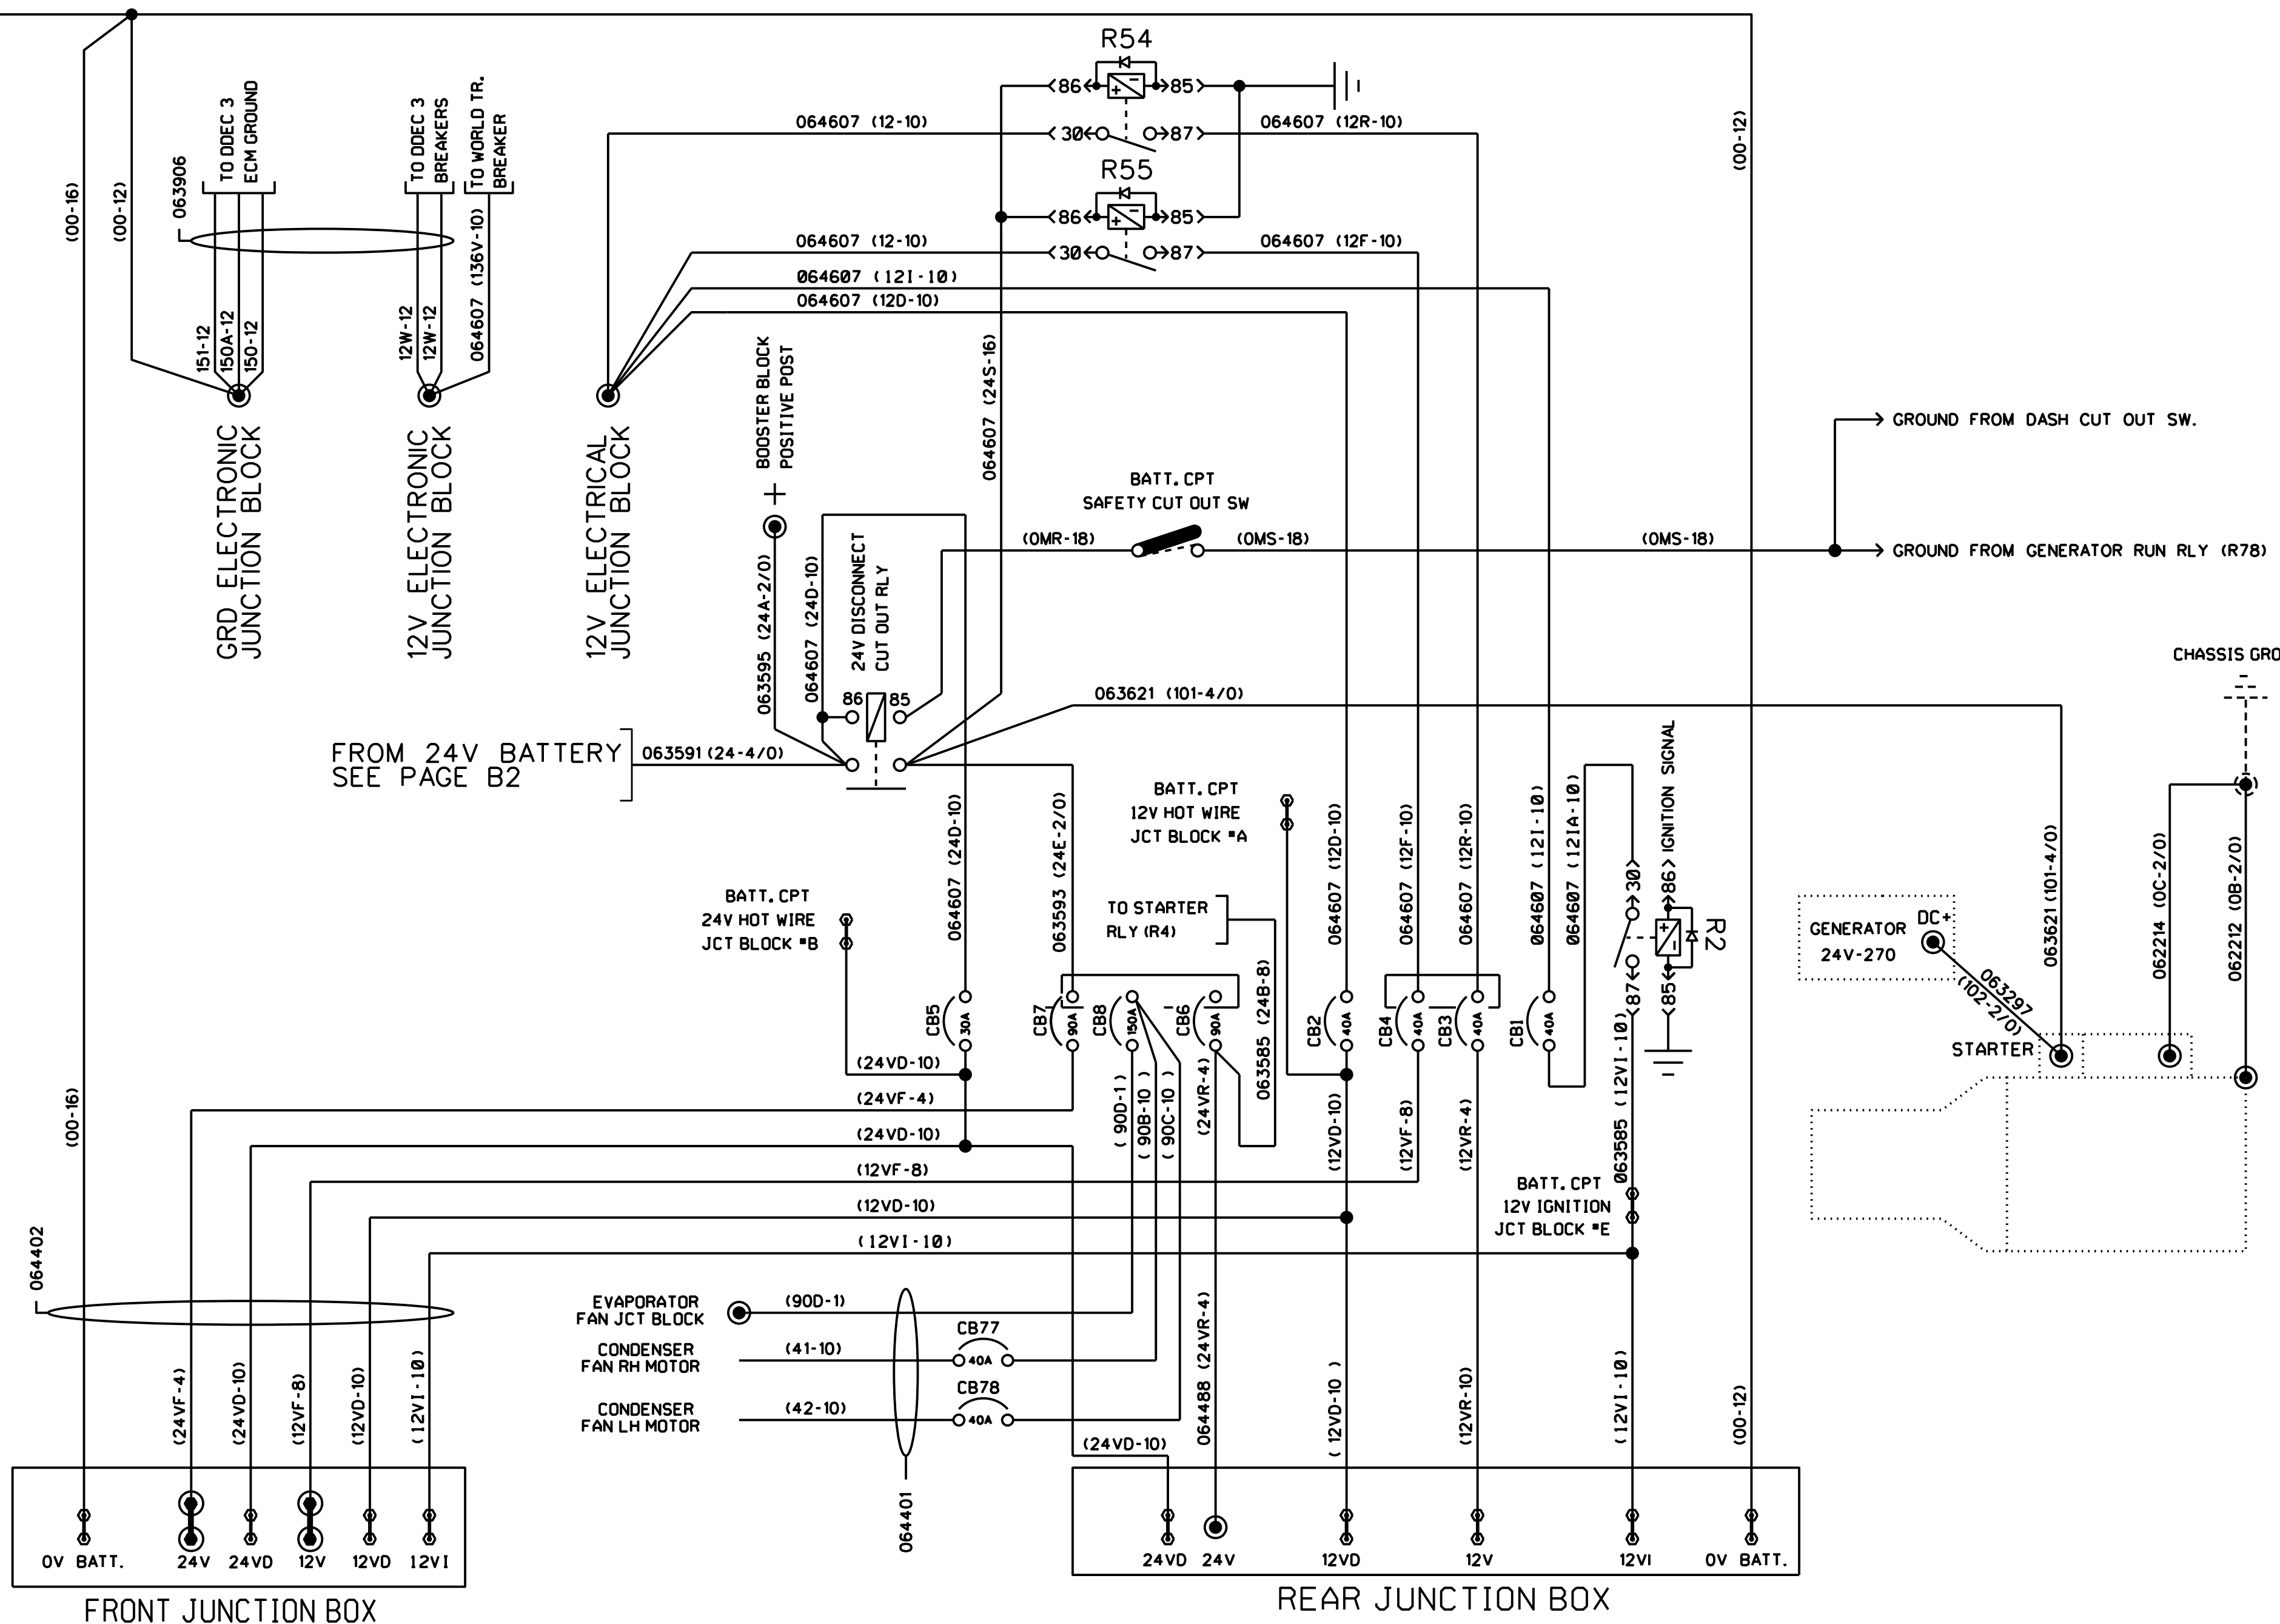 R54
86
85
064607 (12-10)
30
87
064607 (12R-10)
R55
86
85
064607 (12-10)
30
87
064607 (12F-10)
064607 (12I-10)
064607 (12D-10)
(00-16)
(00-12)
063906
TO DDEC 3
ECM GROUND
TO DDEC 3
BREAKERS
TO WORLD TR.
BREAKER
151-12
150A-12
150-12
12W-12
12W-12
064607 (136V-10)
(00-12)
GRD ELECTRONIC
JUNCTION BLOCK
12V ELECTRONIC
JUNCTION BLOCK
12V ELECTRICAL
JUNCTION BLOCK
BOOSTER BLOCK
POSITIVE POST
+
064607 (24S-16)
063595 (24A-2/0)
064607 (24D-10)
24V DISCONNECT
CUT OUT RLY
86
85
BATT. CPT
SAFETY CUT OUT SW
(0MR-18)
(0MS-18)
(0MS-18)
GROUND FROM DASH CUT OUT SW.
GROUND FROM GENERATOR RUN RLY (R78)
CHASSIS GRO
063621 (101-4/0)
FROM 24V BATTERY
SEE PAGE B2
063591 (24-4/0)
BATT. CPT
24V HOT WIRE
JCT BLOCK "B
064607 (24D-10)
063593 (24E-2/0)
BATT. CPT
12V HOT WIRE
JCT BLOCK "A
TO STARTER
RLY (R4)
063585 (24B-8)
064607 (12D-10)
064607 (12F-10)
064607 (12R-10)
064607 (12I-10)
064607 (12IA-10)
30
86
IGNITION SIGNAL
R2
87
85
063621 (101-4/0)
062214 (0C-2/0)
062212 (0B-2/0)
GENERATOR
24V-270
DC+
063297
(102-2/0)
STARTER
CB5
30A
CB7
90A
CB8
150A
CB6
90A
CB2
40A
CB4
40A
CB3
40A
CB1
40A
(24VD-10)
(24VF-4)
(24VD-10)
(12VF-8)
(12VD-10)
(12VI-10)
(90D-1)
(90B-10)
(90C-10)
(24VR-4)
(12VD-10)
(12VF-8)
(12VR-4)
063585 (12VI-10)
BATT. CPT
12V IGNITION
JCT BLOCK "E
(00-16)
064402
EVAPORATOR
FAN JCT BLOCK
(90D-1)
CONDENSER
FAN RH MOTOR
(41-10)
CB77
40A
CONDENSER
FAN LH MOTOR
(42-10)
CB78
40A
064401
(24VF-4)
(24VD-10)
(12VF-8)
(12VD-10)
(12VI-10)
(24VD-10)
064488 (24VR-4)
(12VD-10)
(12VR-10)
(12VI-10)
(00-12)
0V BATT.
24V
24VD
12V
12VD
12VI
FRONT JUNCTION BOX
24VD
24V
12VD
12V
12VI
0V BATT.
REAR JUNCTION BOX